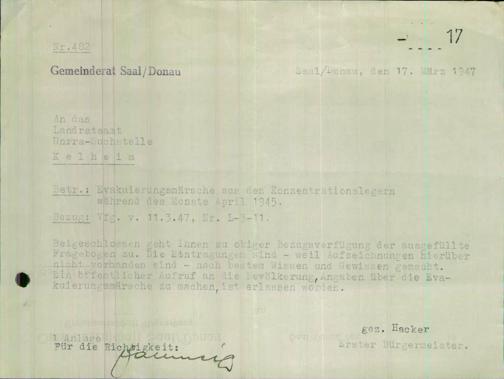 17
Nr.482
Gemeinderat Saal/Donau
Saal/Donau, den 17. März 1947
An das
Landratsamt
Unrra-Suchstelle
Kelheim
Betr.: Evakuierungsmärsche aus den Konzentrationslagern
während des Monats April 1945.
Bezug: Vfg. v. 11.3.47, Nr. L-3-11.
Beigeschlossen geht Ihnen zu obiger Bezugsverfügung der ausgefüllte
Fragebogen zu. Die Eintragungen sind - weil Aufzeichnungen hierüber
nicht vorhanden sind - nach bestem Wissen und Gewissen gemacht.
Ein öffentlicher Aufruf an die Bevölkerung, Angaben über die Eva-
kuierungsmärsche zu machen, ist erlassen worden.
gez. Hacker
1 Anlage
Für die Richtigkeit:
Erster Bürgermeister.